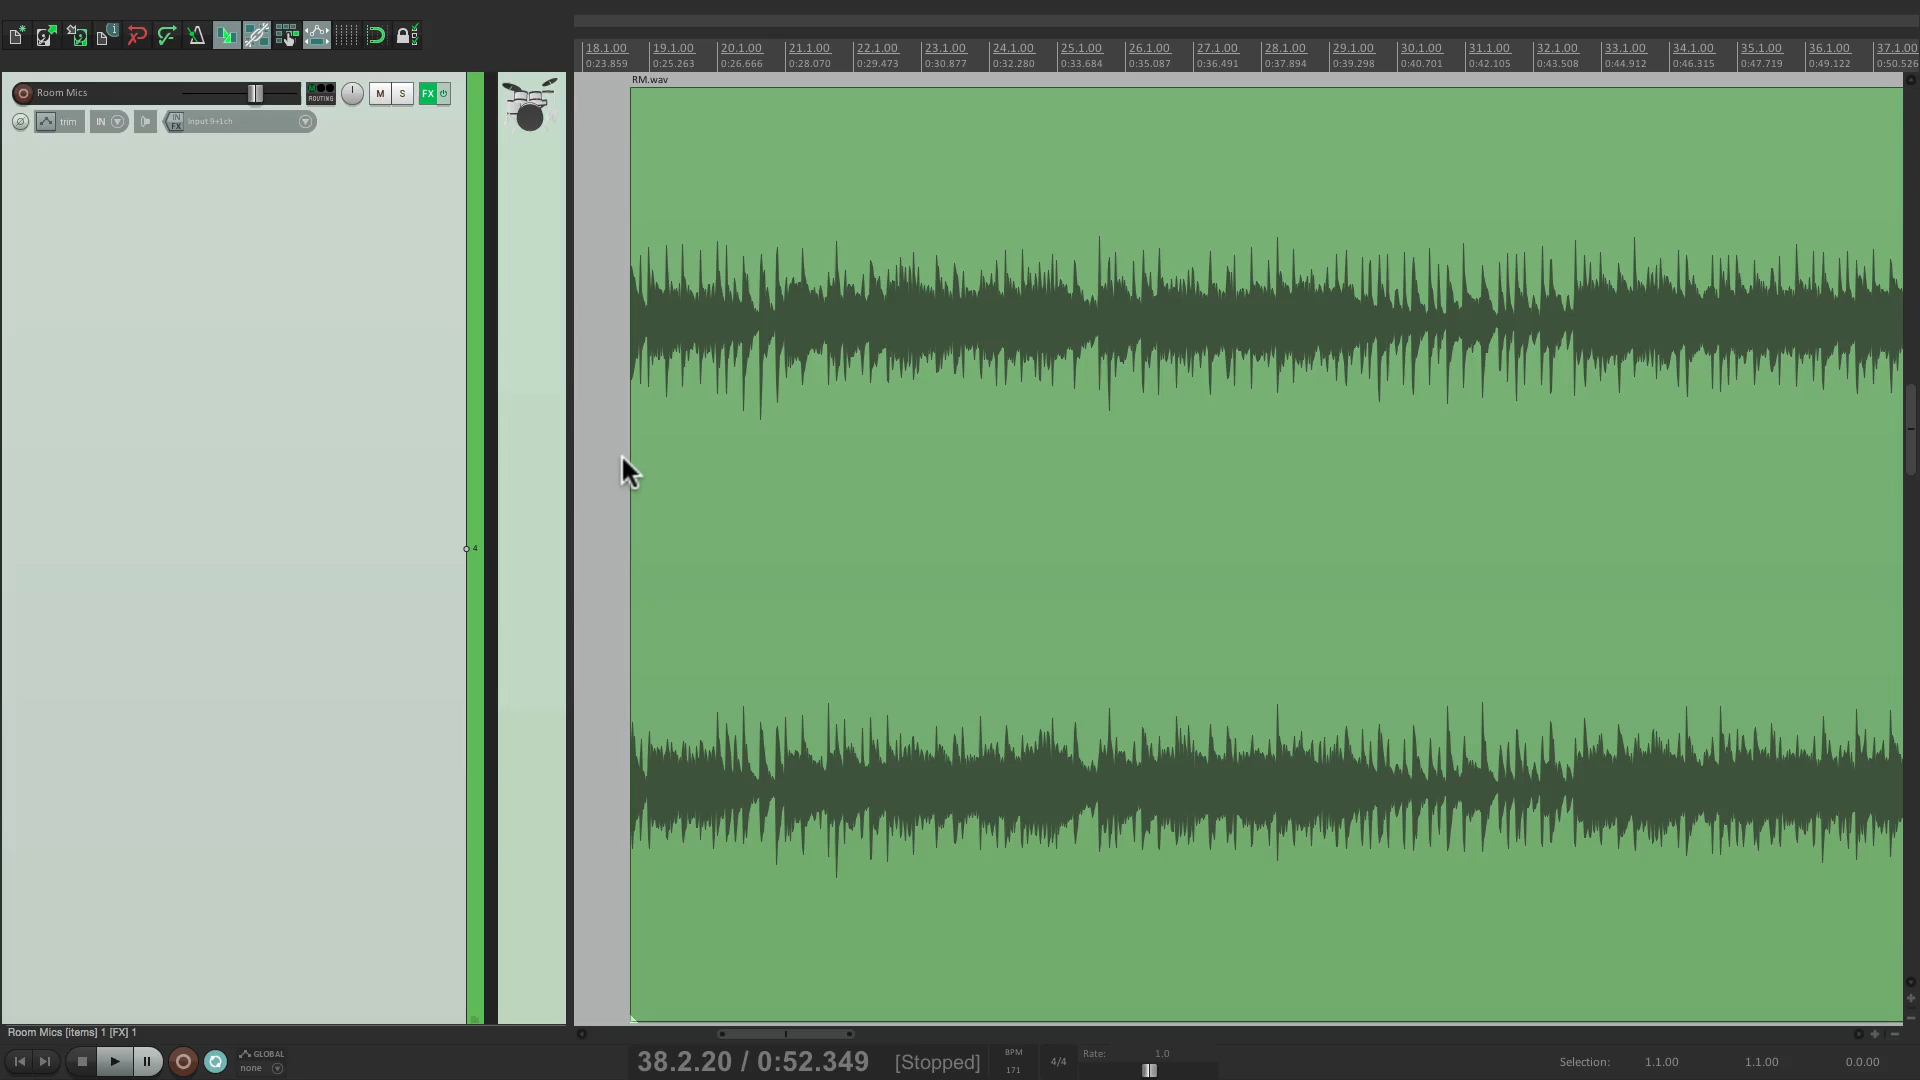 18.1.00 19.1.00 20.1.00 21.1.00 22.1.00 23.1.00 24.1.00 25.1.00 26.1.00 27.1.00 28.1.00 29.1.00 30.1.00 31.1.00 32.1.00 33.1.00 34.1.00 35.1.00 36.1.00 37.1.00
0:23.859 0:25.263 0:26.666 0:28.070 0:29.473 0:30.877 0:32.280 0:33.684 0:35.087 0:36.491 0:37.894 0:39.298 0:40.701 0:42.105 0:43.508 0:44.912 0:46.315 0:47.719 0:49.122 0:50.526
RM.wav
Room Mics ROUTING M S FX
trim IN IN FX Input 9+1ch
4
Room Mics [items] 1 [FX] 1
GLOBAL
none
38.2.20 / 0:52.349 [Stopped]
BPM
171
4/4
Rate: 1.0
Selection: 1.1.00 1.1.00 0.0.00